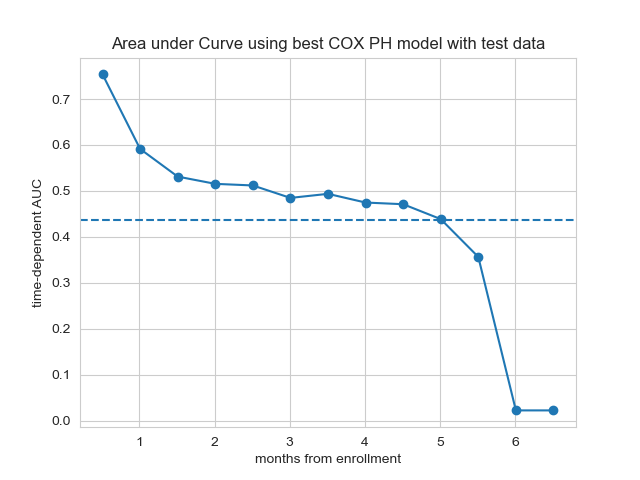 Area under Curve using best COX PH model with test data
time-dependent AUC
0.7
0.6
0.5
0.4
0.3
0.2
0.1
0.0
1 2 3 4 5 6
months from enrollment